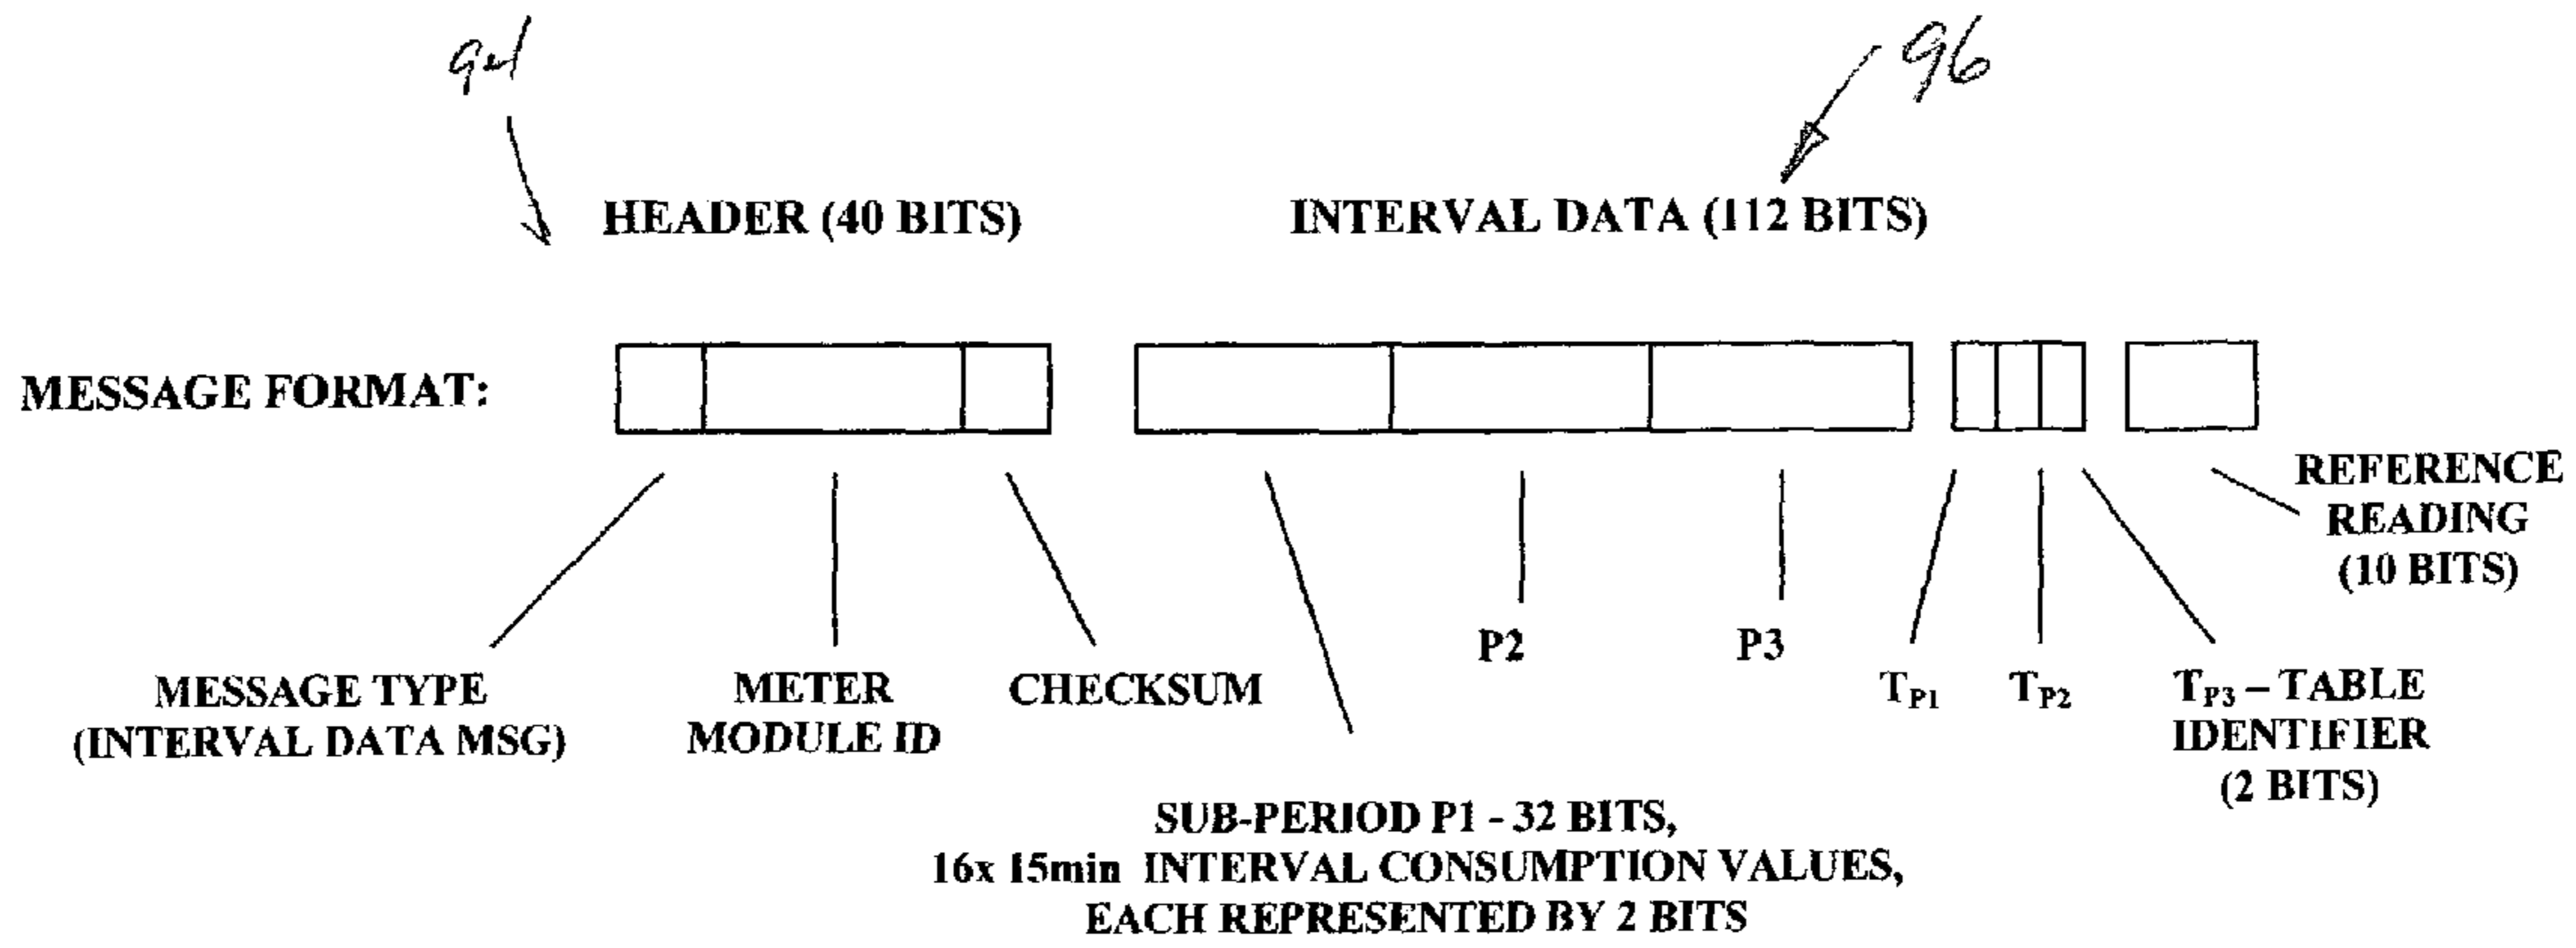 94
96
HEADER (40 BITS)
INTERVAL DATA (112 BITS)
MESSAGE FORMAT:
REFERENCE
READING
(10 BITS)
MESSAGE TYPE
(INTERVAL DATA MSG)
METER
MODULE ID
CHECKSUM
P2
P3
TP1
TP2
TP3 – TABLE
IDENTIFIER
(2 BITS)
SUB-PERIOD P1 - 32 BITS,
16x 15min INTERVAL CONSUMPTION VALUES,
EACH REPRESENTED BY 2 BITS